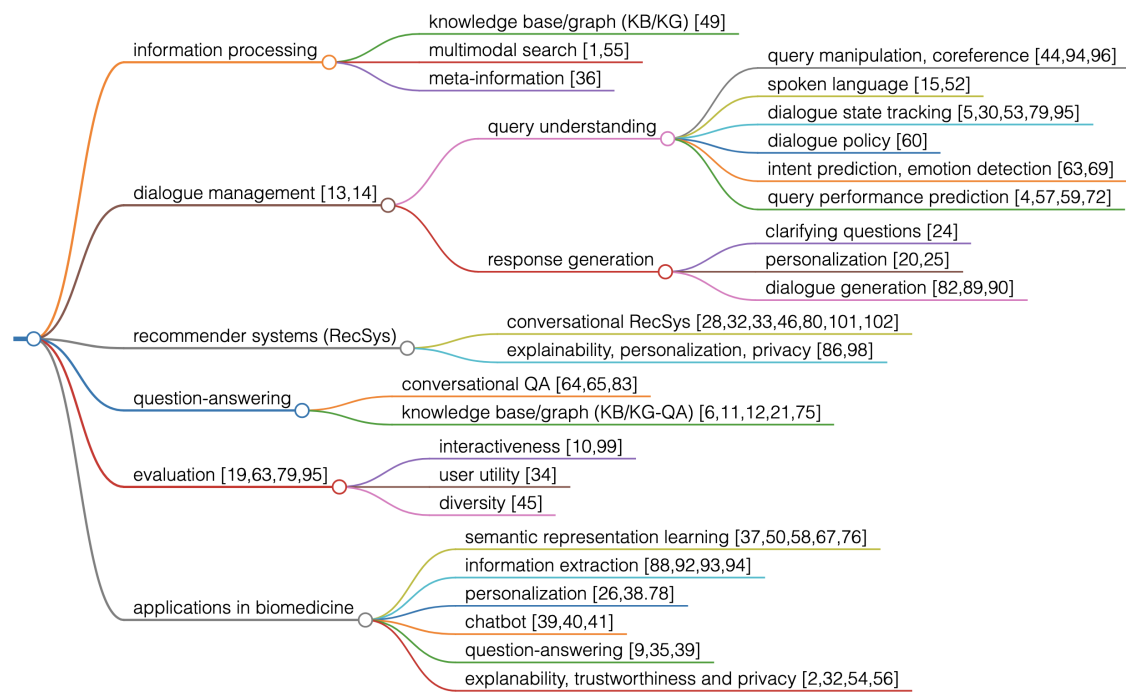 information processing
knowledge base/graph (KB/KG) [49]
multimodal search [1,55]
meta-information [36]
dialogue management [13,14]
query understanding
query manipulation, coreference [44,94,96]
spoken language [15,52]
dialogue state tracking [5,30,53,79,95]
dialogue policy [60]
intent prediction, emotion detection [63,69]
query performance prediction [4,57,59,72]
response generation
clarifying questions [24]
personalization [20,25]
dialogue generation [82,89,90]
recommender systems (RecSys)
conversational RecSys [28,32,33,46,80,101,102]
explainability, personalization, privacy [86,98]
question-answering
conversational QA [64,65,83]
knowledge base/graph (KB/KG-QA) [6,11,12,21,75]
evaluation [19,63,79,95]
interactiveness [10,99]
user utility [34]
diversity [45]
applications in biomedicine
semantic representation learning [37,50,58,67,76]
information extraction [88,92,93,94]
personalization [26,38.78]
chatbot [39,40,41]
question-answering [9,35,39]
explanability, trustworthiness and privacy [2,32,54,56]